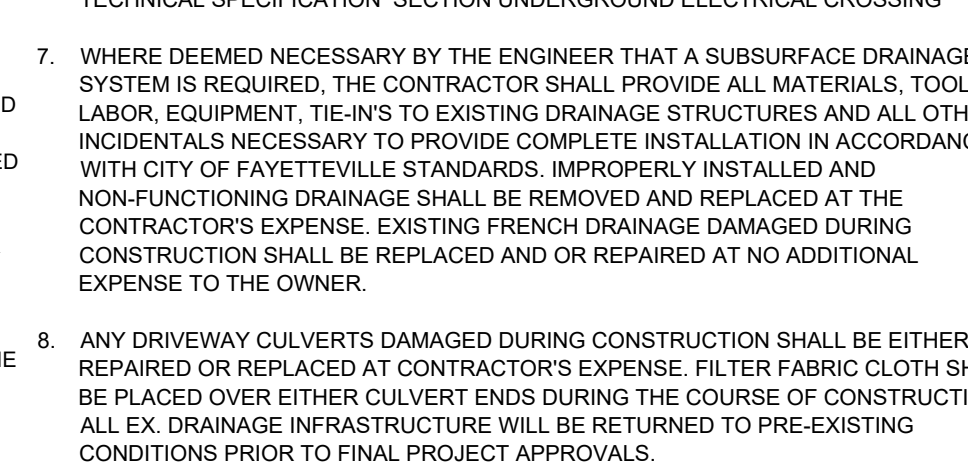 TECHNICAL SPECIFICATION SECTION UNDERGROUND ELECTRICAL CROSSING
7. WHERE DEEMED NECESSARY BY THE ENGINEER THAT A SUBSURFACE DRAINAGE
SYSTEM IS REQUIRED, THE CONTRACTOR SHALL PROVIDE ALL MATERIALS, TOOL
LABOR, EQUIPMENT, TIE-IN'S TO EXISTING DRAINAGE STRUCTURES AND ALL OTH
INCIDENTALS NECESSARY TO PROVIDE COMPLETE INSTALLATION IN ACCORDANC
WITH CITY OF FAYETTEVILLE STANDARDS. IMPROPERLY INSTALLED AND
NON-FUNCTIONING DRAINAGE SHALL BE REMOVED AND REPLACED AT THE
CONTRACTOR'S EXPENSE. EXISTING FRENCH DRAINAGE DAMAGED DURING
CONSTRUCTION SHALL BE REPLACED AND OR REPAIRED AT NO ADDITIONAL
EXPENSE TO THE OWNER.
8. ANY DRIVEWAY CULVERTS DAMAGED DURING CONSTRUCTION SHALL BE EITHER
REPAIRED OR REPLACED AT CONTRACTOR'S EXPENSE. FILTER FABRIC CLOTH SH
BE PLACED OVER EITHER CULVERT ENDS DURING THE COURSE OF CONSTRUCTI
ALL EX. DRAINAGE INFRASTRUCTURE WILL BE RETURNED TO PRE-EXISTING
CONDITIONS PRIOR TO FINAL PROJECT APPROVALS.